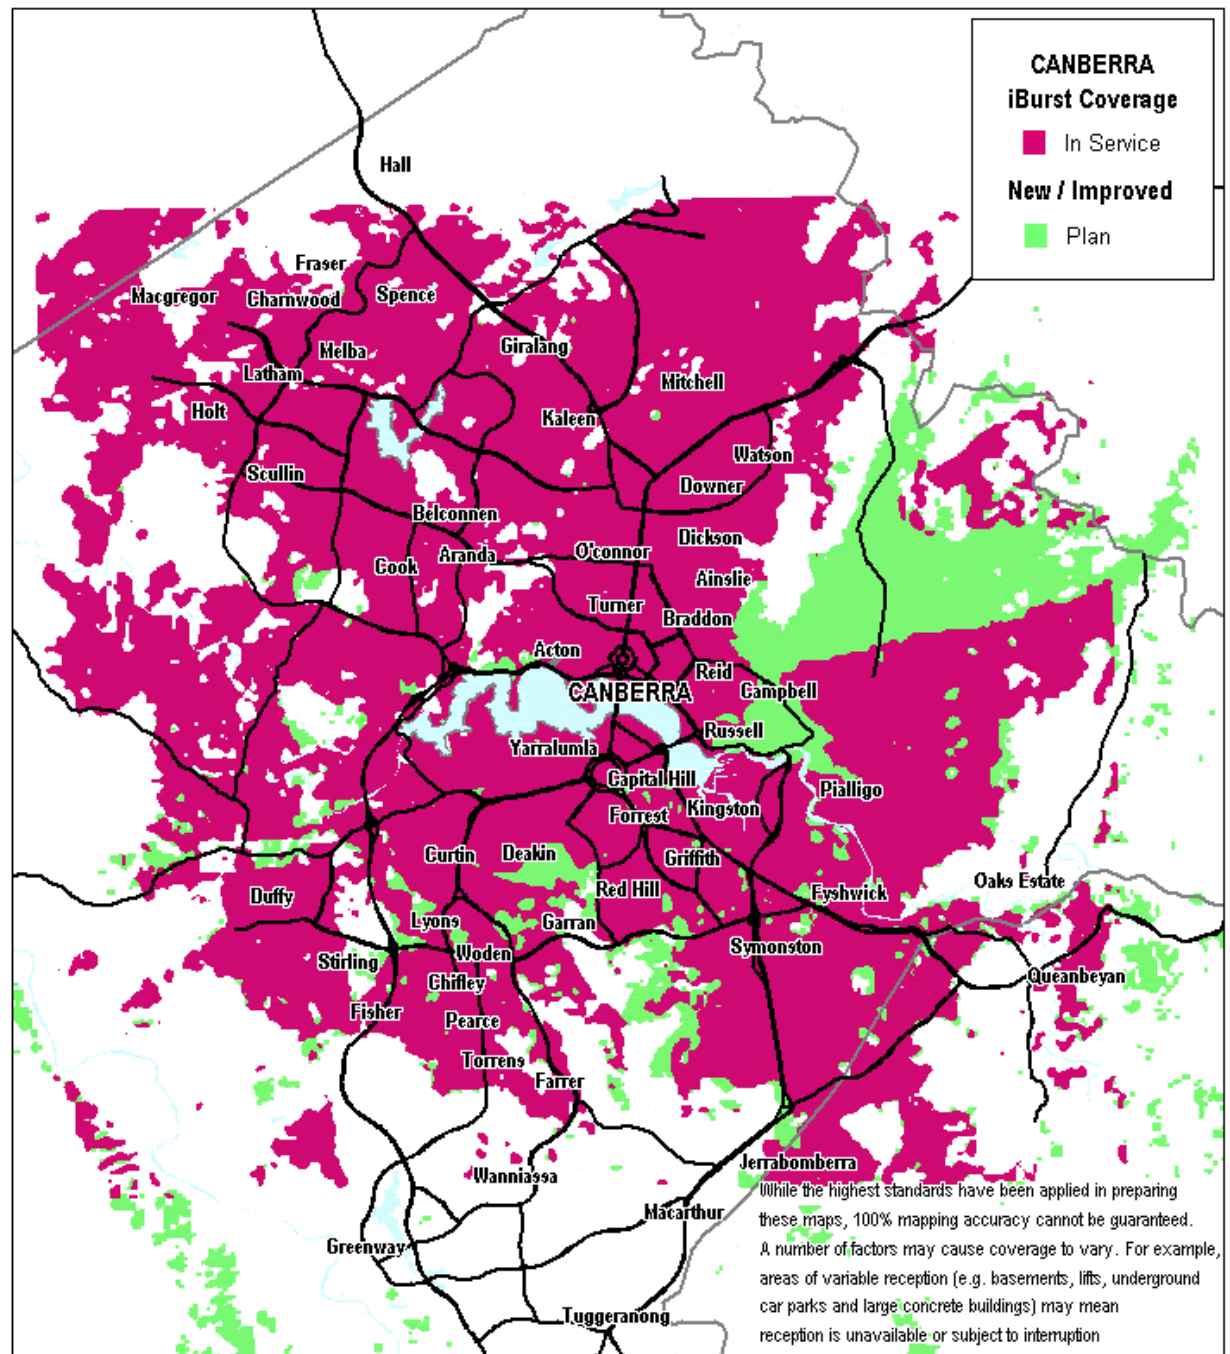 CANBERRA
iBurst Coverage
In Service
New / Improved
Plan
Hall
Fraser
Macgregor
Charnwood
Spence
Giralang
Melba
Latham
Mitchell
Holt
Kaleen
Watson
Scullin
Downer
Belconnen
Dickson
O'connor
Aranda
Cook
Ainslie
Turner
Braddon
Acton
Reid
CANBERRA
Campbell
Russell
Yarralumla
Capital Hill
Pialligo
Kingston
Forrest
Curtin
Deakin
Griffith
Oaks Estate
Duffy
Red Hill
Fyshwick
Lyons
Garran
Symonston
Woden
Stirling
Queanbeyan
Chifley
Fisher
Pearce
Torrens
Farrer
Jerrabomberra
Wanniassa
Macarthur
Greenway
Tuggeranong
While the highest standards have been applied in preparing
these maps, 100% mapping accuracy cannot be guaranteed.
A number of factors may cause coverage to vary. For example,
areas of variable reception (e.g. basements, lifts, underground
car parks and large concrete buildings) may mean
reception is unavailable or subject to interruption